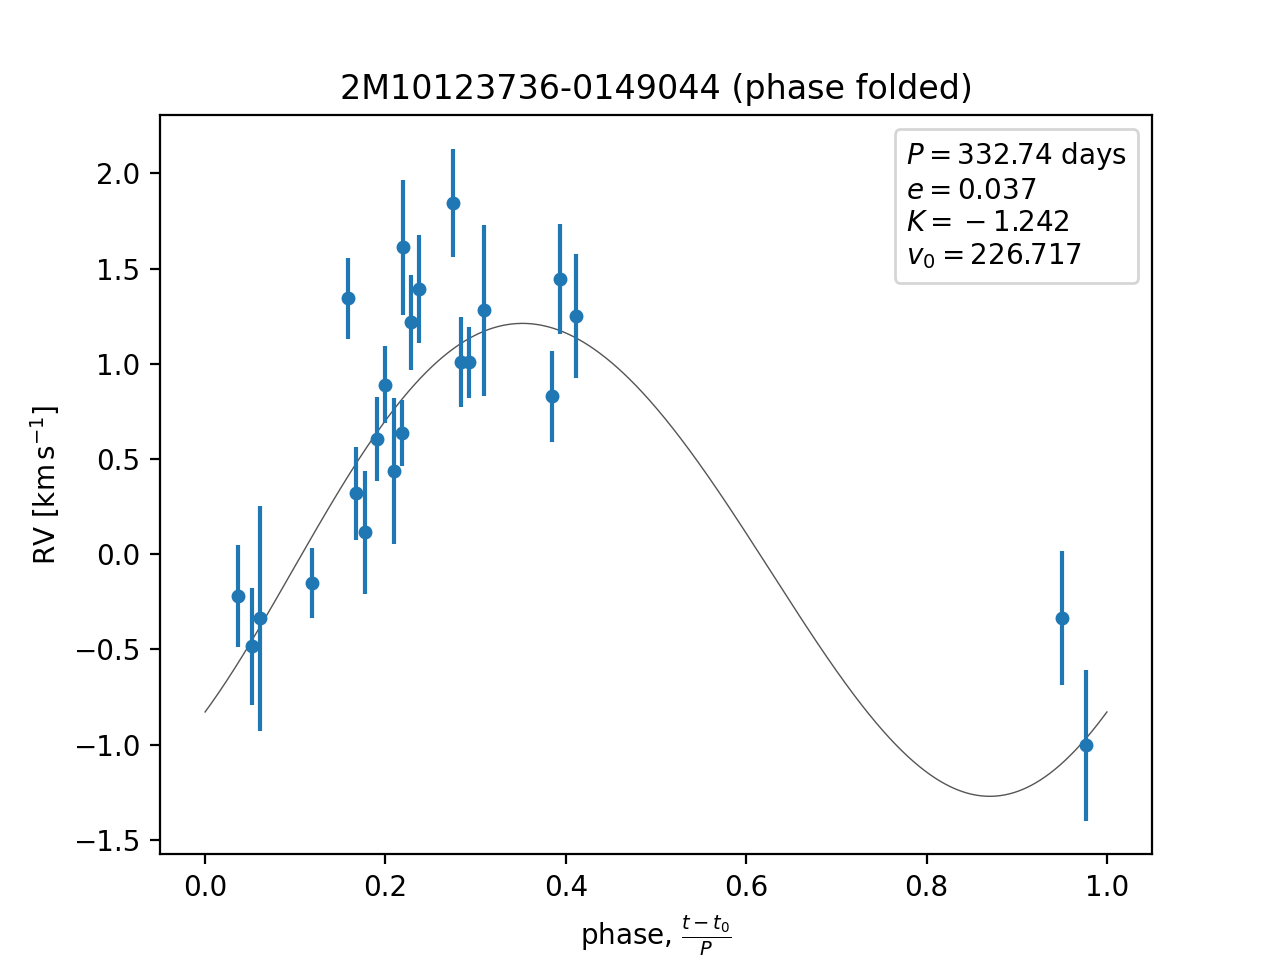 2M10123736-0149044 (phase folded)
P = 332.74 days
e = 0.037
K = −1.242
v₀ = 226.717
RV [km s⁻¹]
2.0
1.5
1.0
0.5
0.0
−0.5
−1.0
−1.5
0.0 0.2 0.4 0.6 0.8 1.0
phase, (t − t₀)/P